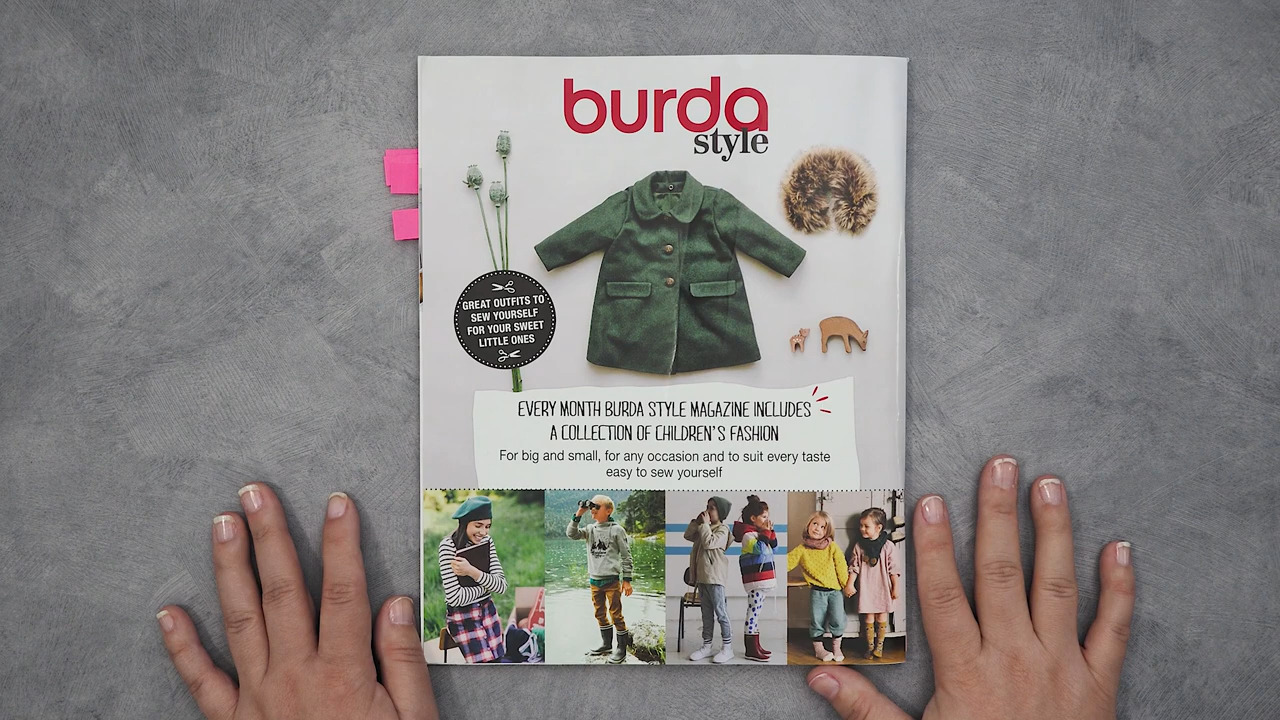 burda
style
GREAT OUTFITS TO
SEW YOURSELF
FOR YOUR SWEET
LITTLE ONES
EVERY MONTH BURDA STYLE MAGAZINE INCLUDES
A COLLECTION OF CHILDREN'S FASHION
For big and small, for any occasion and to suit every taste
easy to sew yourself